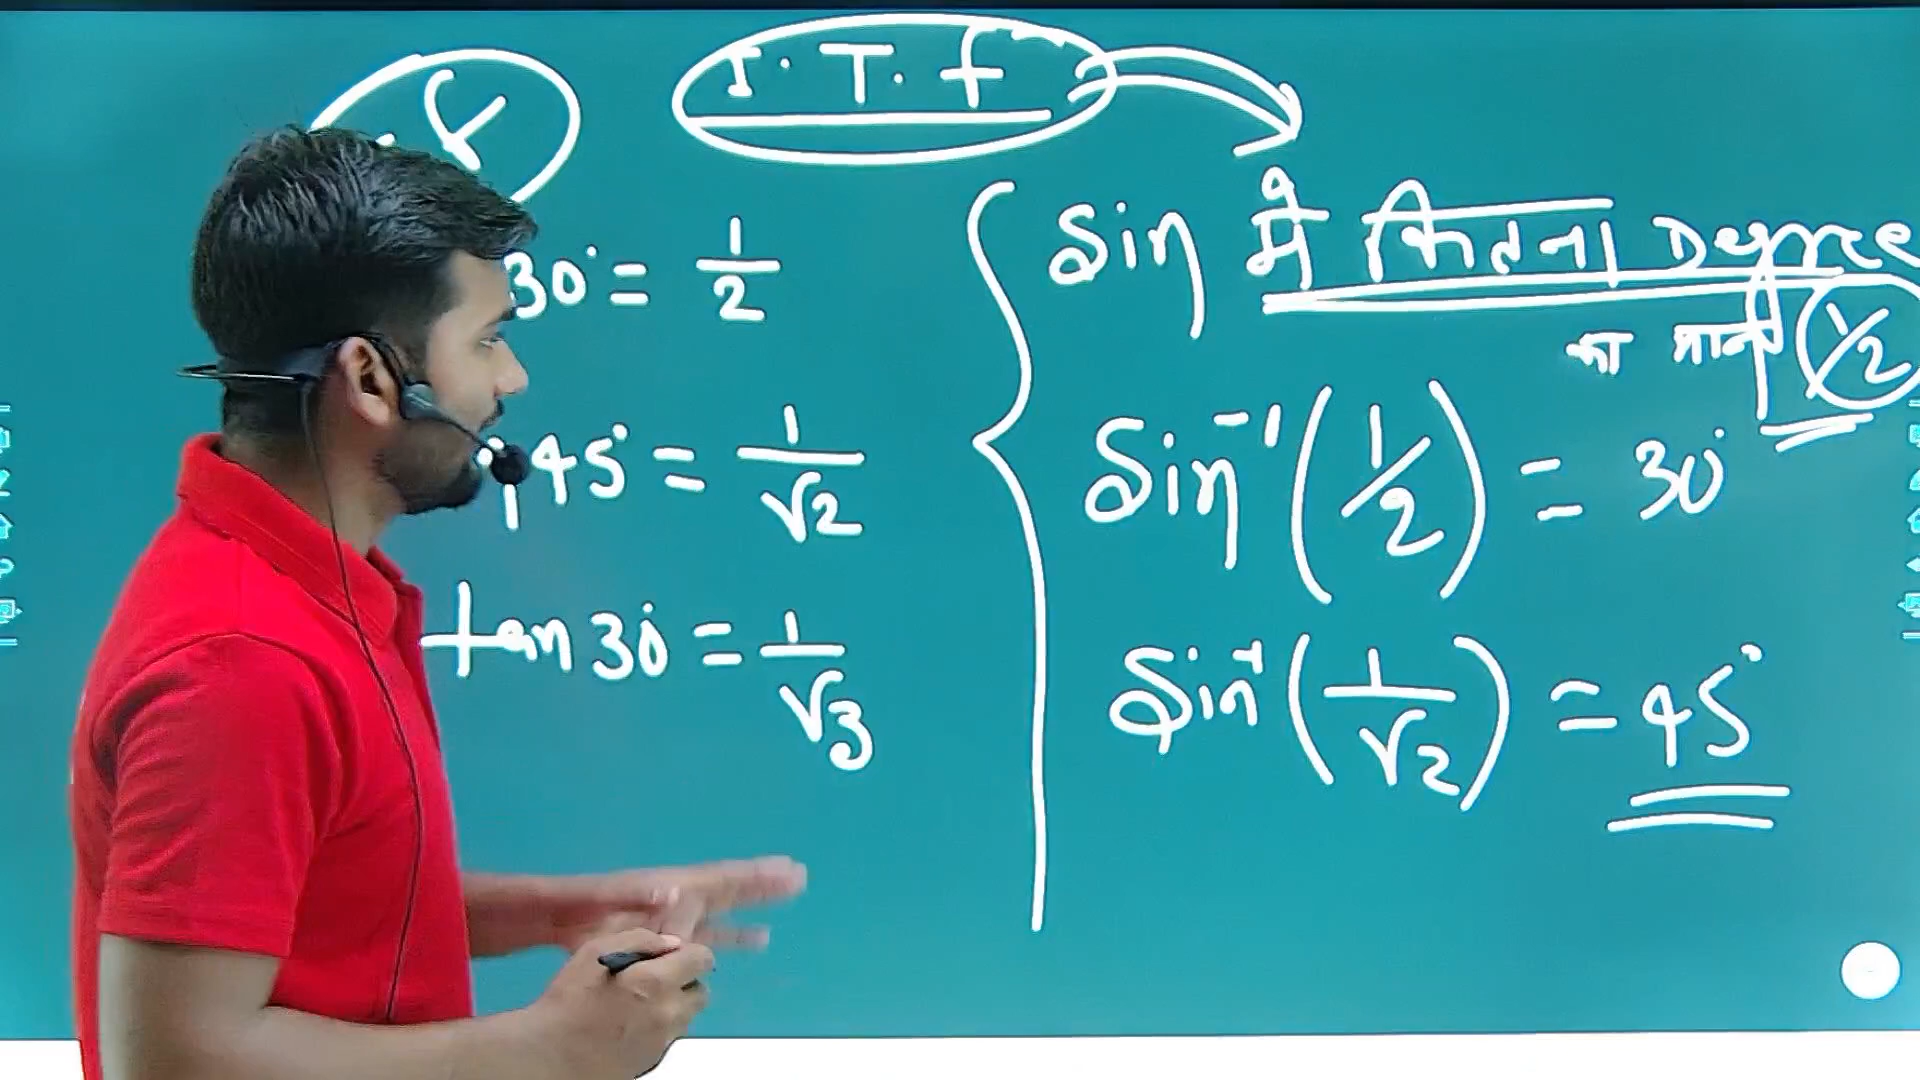 I.T.f
30° = 1/2
45° = 1/√2
tan 30° = 1/√3
sin में कितना Degree
का मान 1/2
sin⁻¹(1/2) = 30°
sin⁻¹(1/√2) = 45°